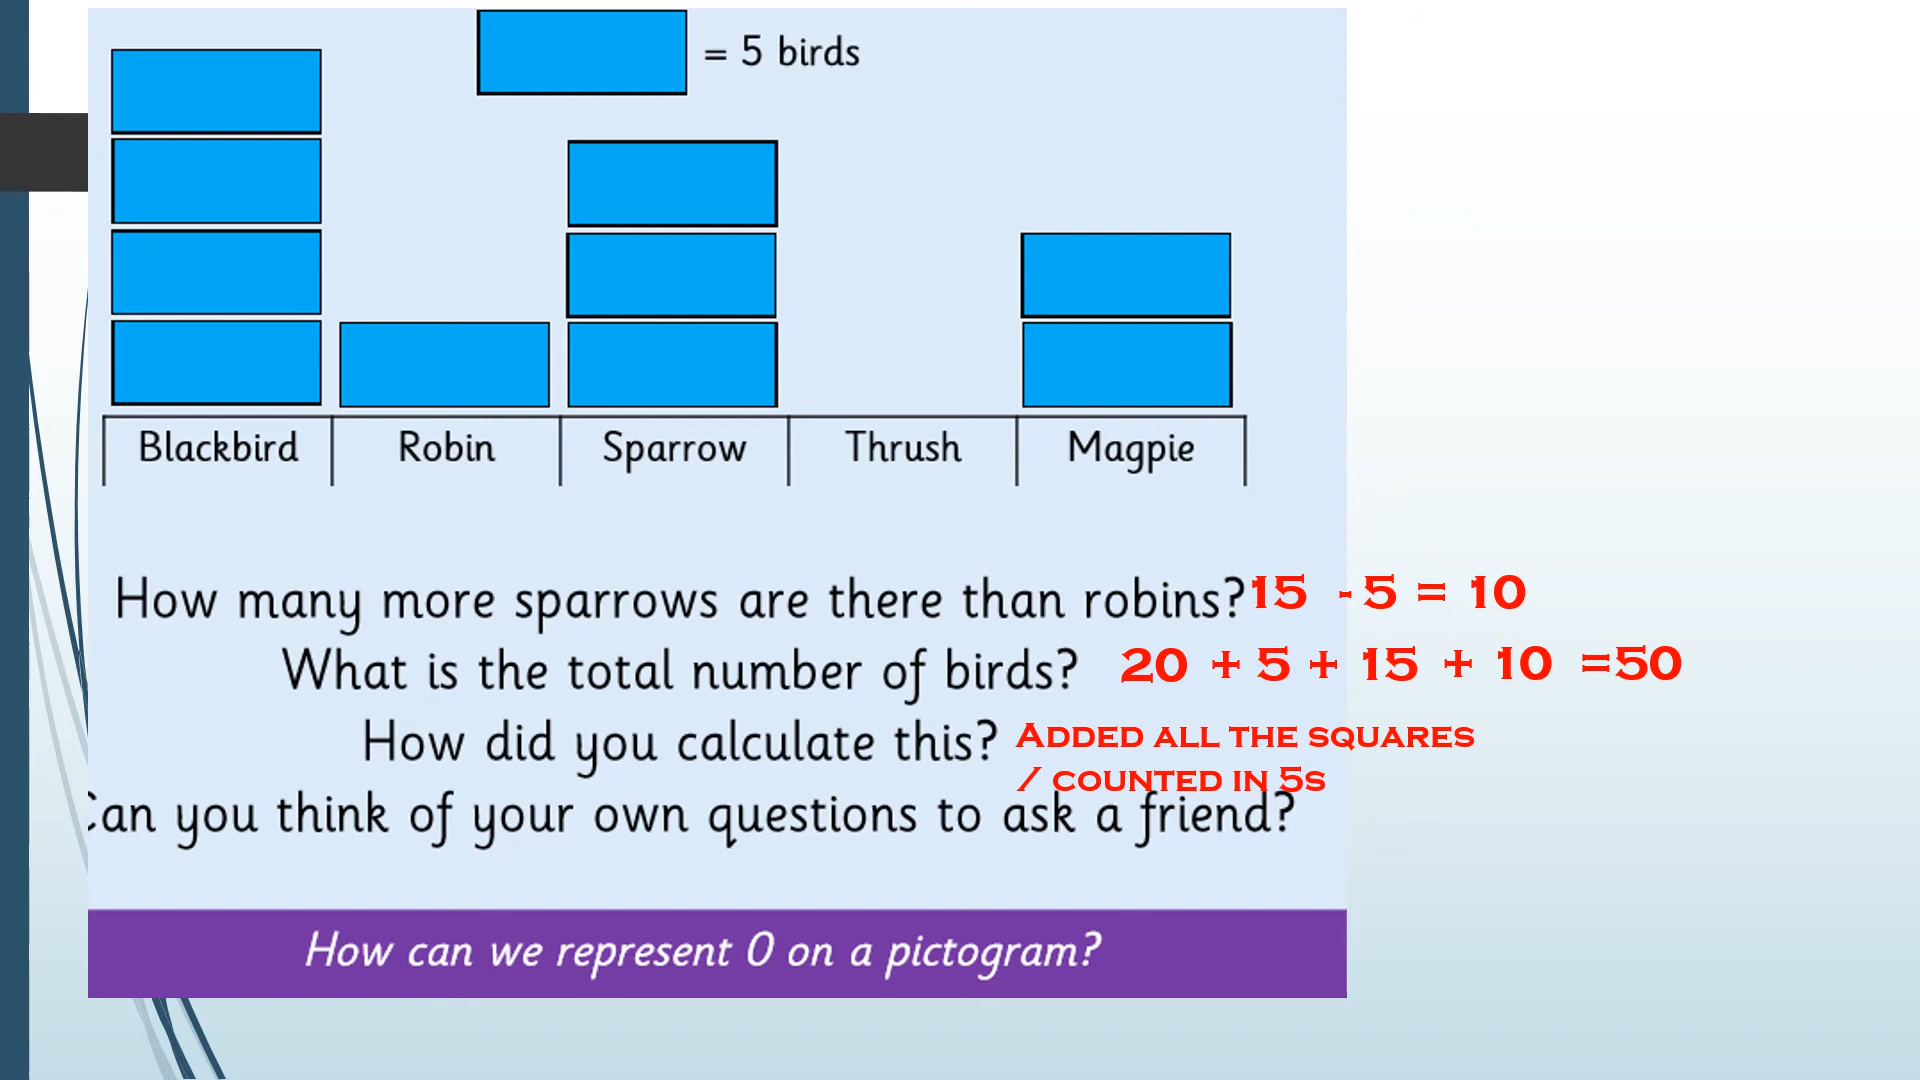 = 5 birds
Blackbird Robin Sparrow Thrush Magpie
How many more sparrows are there than robins? 15 - 5 = 10
What is the total number of birds? 20 + 5 + 15 + 10 =50
How did you calculate this? ADDED ALL THE SQUARES
/ COUNTED IN 5S
Can you think of your own questions to ask a friend?
How can we represent 0 on a pictogram?